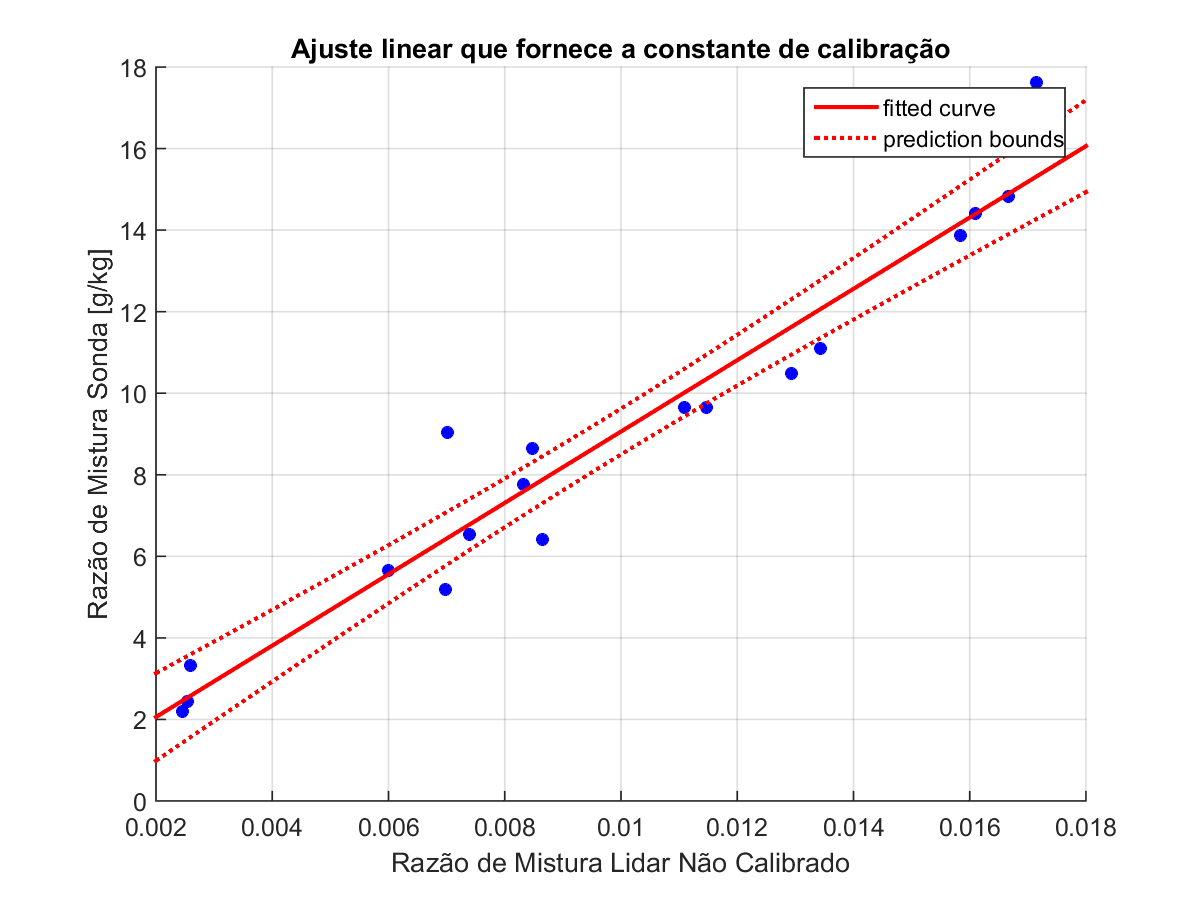 Ajuste linear que fornece a constante de calibração
fitted curve
prediction bounds
18
16
14
12
10
8
6
4
2
0
Razão de Mistura Sonda [g/kg]
0.002 0.004 0.006 0.008 0.01 0.012 0.014 0.016 0.018
Razão de Mistura Lidar Não Calibrado